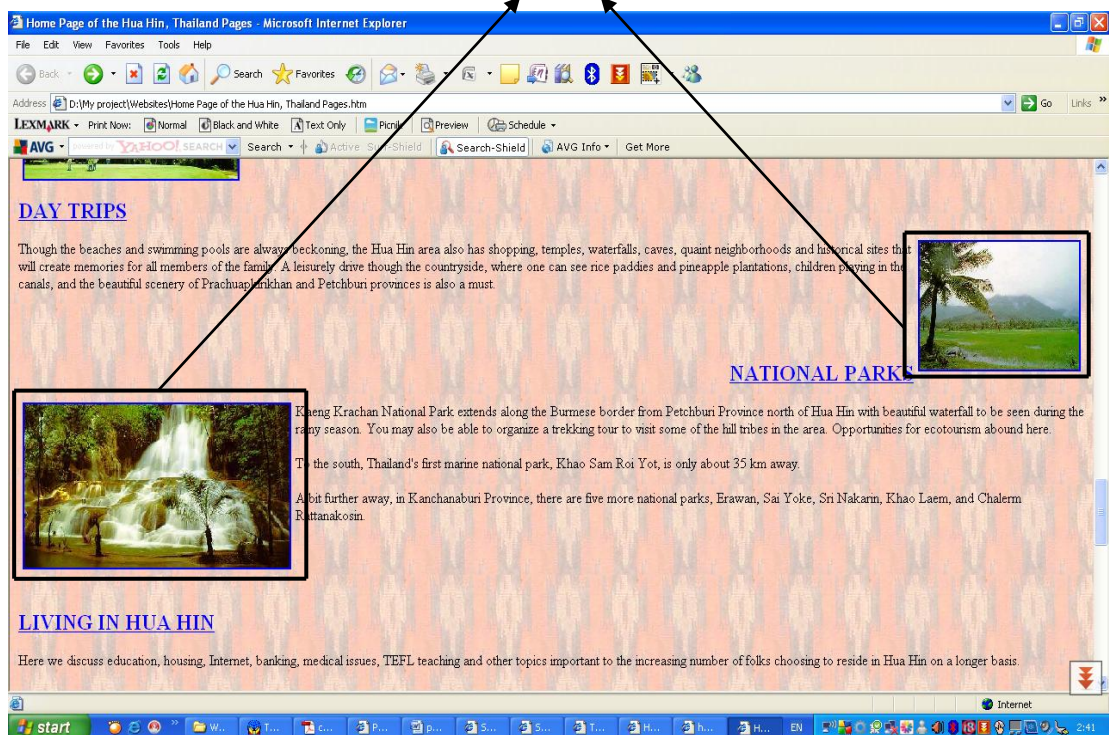 Home Page of the Hua Hin, Thailand Pages - Microsoft Internet Explorer
File Edit View Favorites Tools Help
Back Search Favorites
Address D:\My project\Websites\Home Page of the Hua Hin, Thailand Pages.htm Go Links »
LEXMARK Print Now: Normal Black and White Text Only Picnik Preview Schedule
AVG powered by YAHOO! SEARCH Search Active Surf-Shield Search-Shield AVG Info Get More
DAY TRIPS
Though the beaches and swimming pools are always beckoning, the Hua Hin area also has shopping, temples, waterfalls, caves, quaint neighborhoods and historical sites that
will create memories for all members of the family. A leisurely drive though the countryside, where one can see rice paddies and pineapple plantations, children playing in the
canals, and the beautiful scenery of Prachuapkirikhan and Petchburi provinces is also a must.
NATIONAL PARKS
Kaeng Krachan National Park extends along the Burmese border from Petchburi Province north of Hua Hin with beautiful waterfall to be seen during the
rainy season. You may also be able to organize a trekking tour to visit some of the hill tribes in the area. Opportunities for ecotourism abound here.
To the south, Thailand's first marine national park, Khao Sam Roi Yot, is only about 35 km away.
A bit further away, in Kanchanaburi Province, there are five more national parks, Erawan, Sai Yoke, Sri Nakarin, Khao Laem, and Chalerm
Rattanakosin.
LIVING IN HUA HIN
Here we discuss education, housing, Internet, banking, medical issues, TEFL teaching and other topics important to the increasing number of folks choosing to reside in Hua Hin on a longer basis.
Internet
start » W... T... c... P... p... S... S... T... H... h... H... EN 2:41